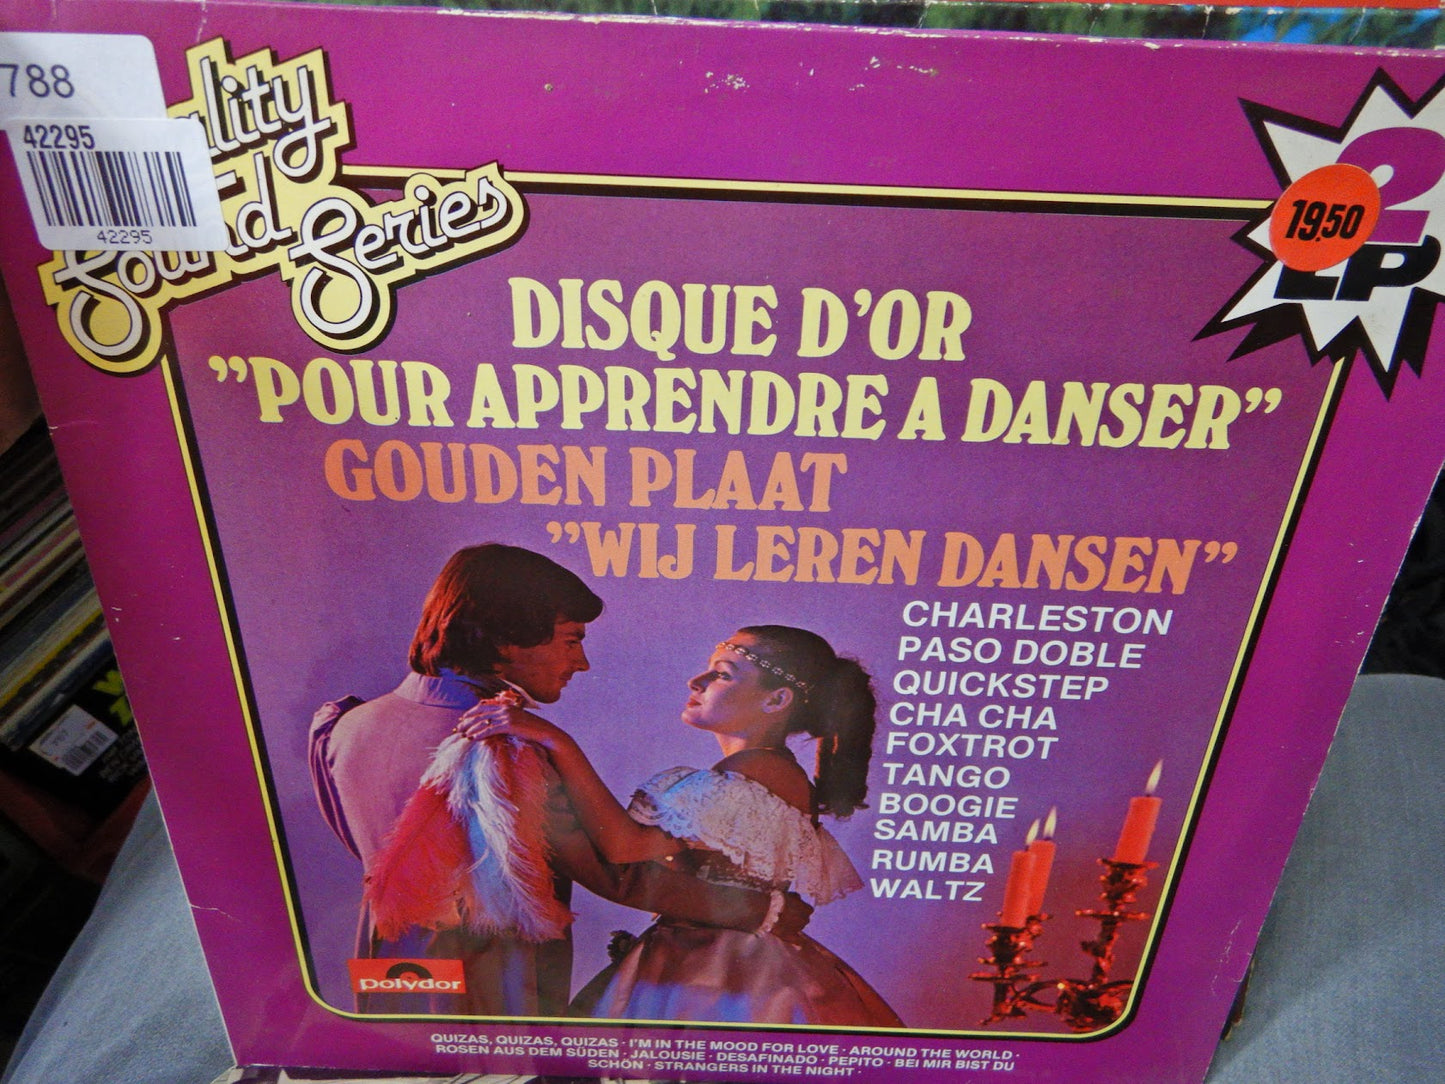 788
42295
42295
Sound
Series
2
LP
19.50
DISQUE D'OR
"POUR APPRENDRE A DANSER"
GOUDEN PLAAT
"WIJ LEREN DANSEN"
CHARLESTON
PASO DOBLE
QUICKSTEP
CHA CHA
FOXTROT
TANGO
BOOGIE
SAMBA
RUMBA
WALTZ
polydor
QUIZAS, QUIZAS, QUIZAS · I'M IN THE MOOD FOR LOVE · AROUND THE WORLD ·
ROSEN AUS DEM SÜDEN · JALOUSIE · DESAFINADO · PEPITO · BEI MIR BIST DU
SCHÖN · STRANGERS IN THE NIGHT ·